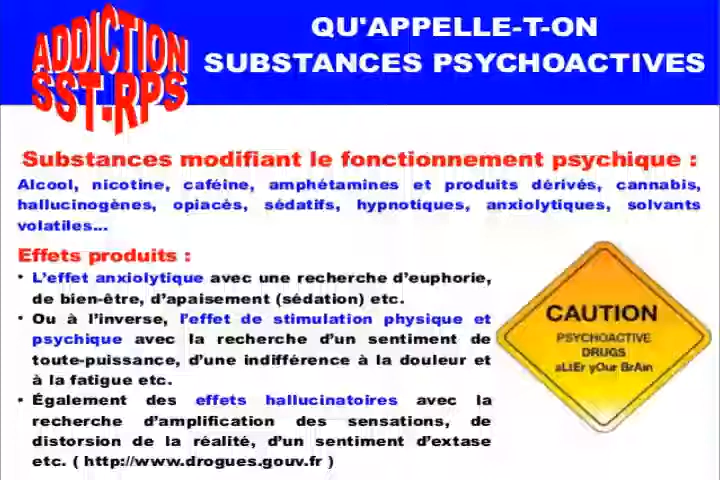 ADDICTION
SST-RPS
QU'APPELLE-T-ON
SUBSTANCES PSYCHOACTIVES
Substances modifiant le fonctionnement psychique :
Alcool, nicotine, caféine, amphétamines et produits dérivés, cannabis,
hallucinogènes, opiacés, sédatifs, hypnotiques, anxiolytiques, solvants
volatiles...
Effets produits :
• L'effet anxiolytique avec une recherche d'euphorie,
de bien-être, d'apaisement (sédation) etc.
• Ou à l'inverse, l'effet de stimulation physique et
psychique avec la recherche d'un sentiment de
toute-puissance, d'une indifférence à la douleur et
à la fatigue etc.
• Également des effets hallucinatoires avec la
recherche d'amplification des sensations, de
distorsion de la réalité, d'un sentiment d'extase
etc. ( http://www.drogues.gouv.fr )
CAUTION
PSYCHOACTIVE
DRUGS
aLiEr yOur BrAin